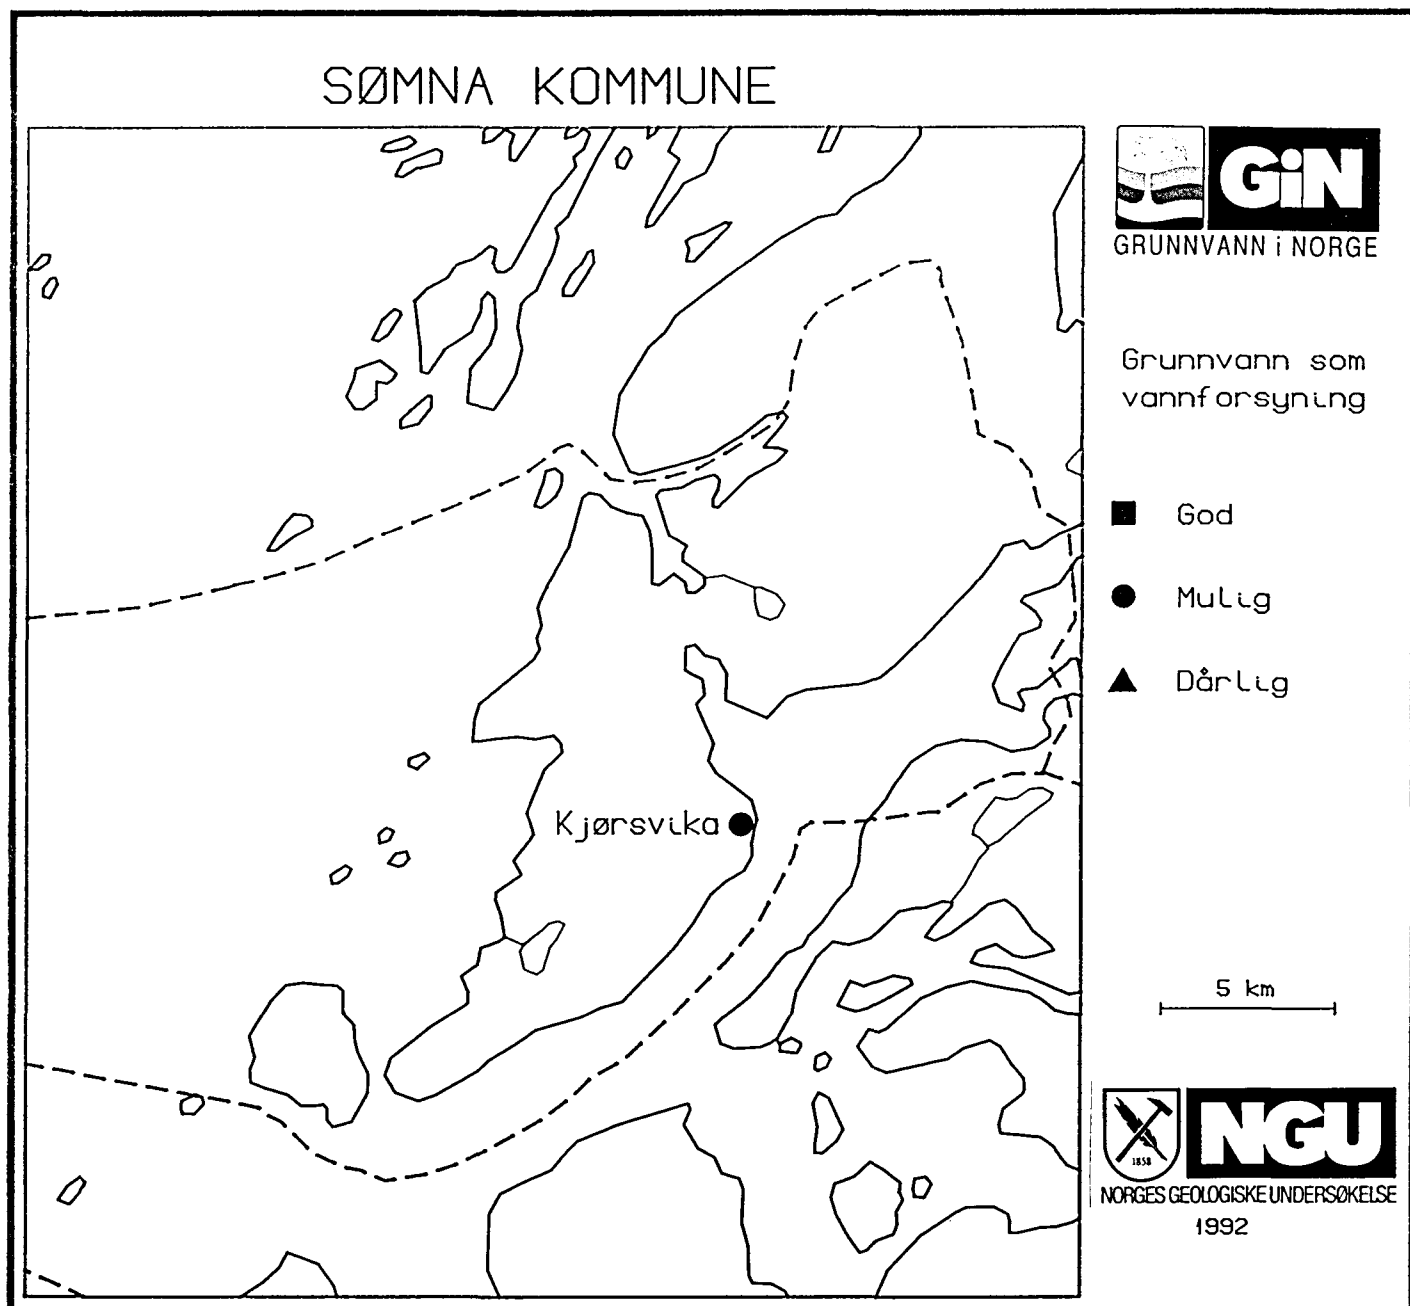 SØMNA KOMMUNE
GiN
GRUNNVANN i NORGE
Grunnvann som
vannforsyning
God
Mulig
Dårlig
Kjørsvika
5 km
1858
NGU
NORGES GEOLOGISKE UNDERSØKELSE
1992